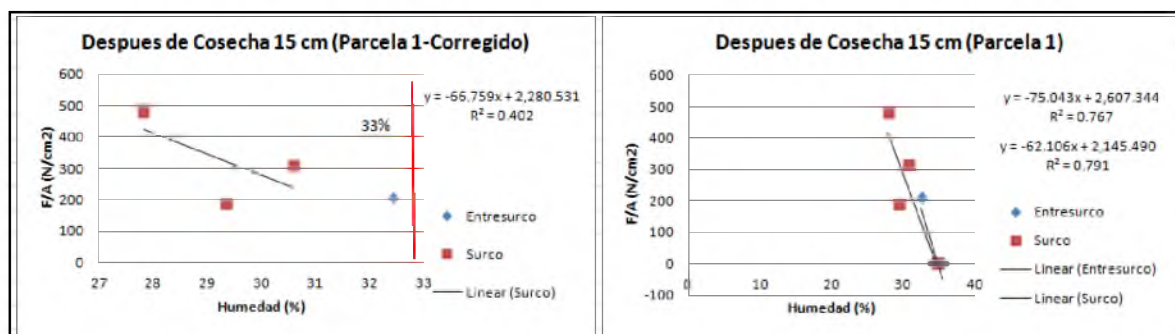 Despues de Cosecha 15 cm (Parcela 1-Corregido)
600
500
400
300
200
100
0
F/A (N/cm2)
27
28
29
30
31
32
33
Humedad (%)
33%
y = -66.759x + 2,280.531
R² = 0.402
Entresurco
Surco
Linear (Surco)
Despues de Cosecha 15 cm (Parcela 1)
600
500
400
300
200
100
0
-100
F/A (N/cm2)
0
10
20
30
40
Humedad (%)
y = -75.043x + 2,607.344
R² = 0.767
y = -62.106x + 2,145.490
R² = 0.791
Entresurco
Surco
Linear (Entresurco)
Linear (Surco)